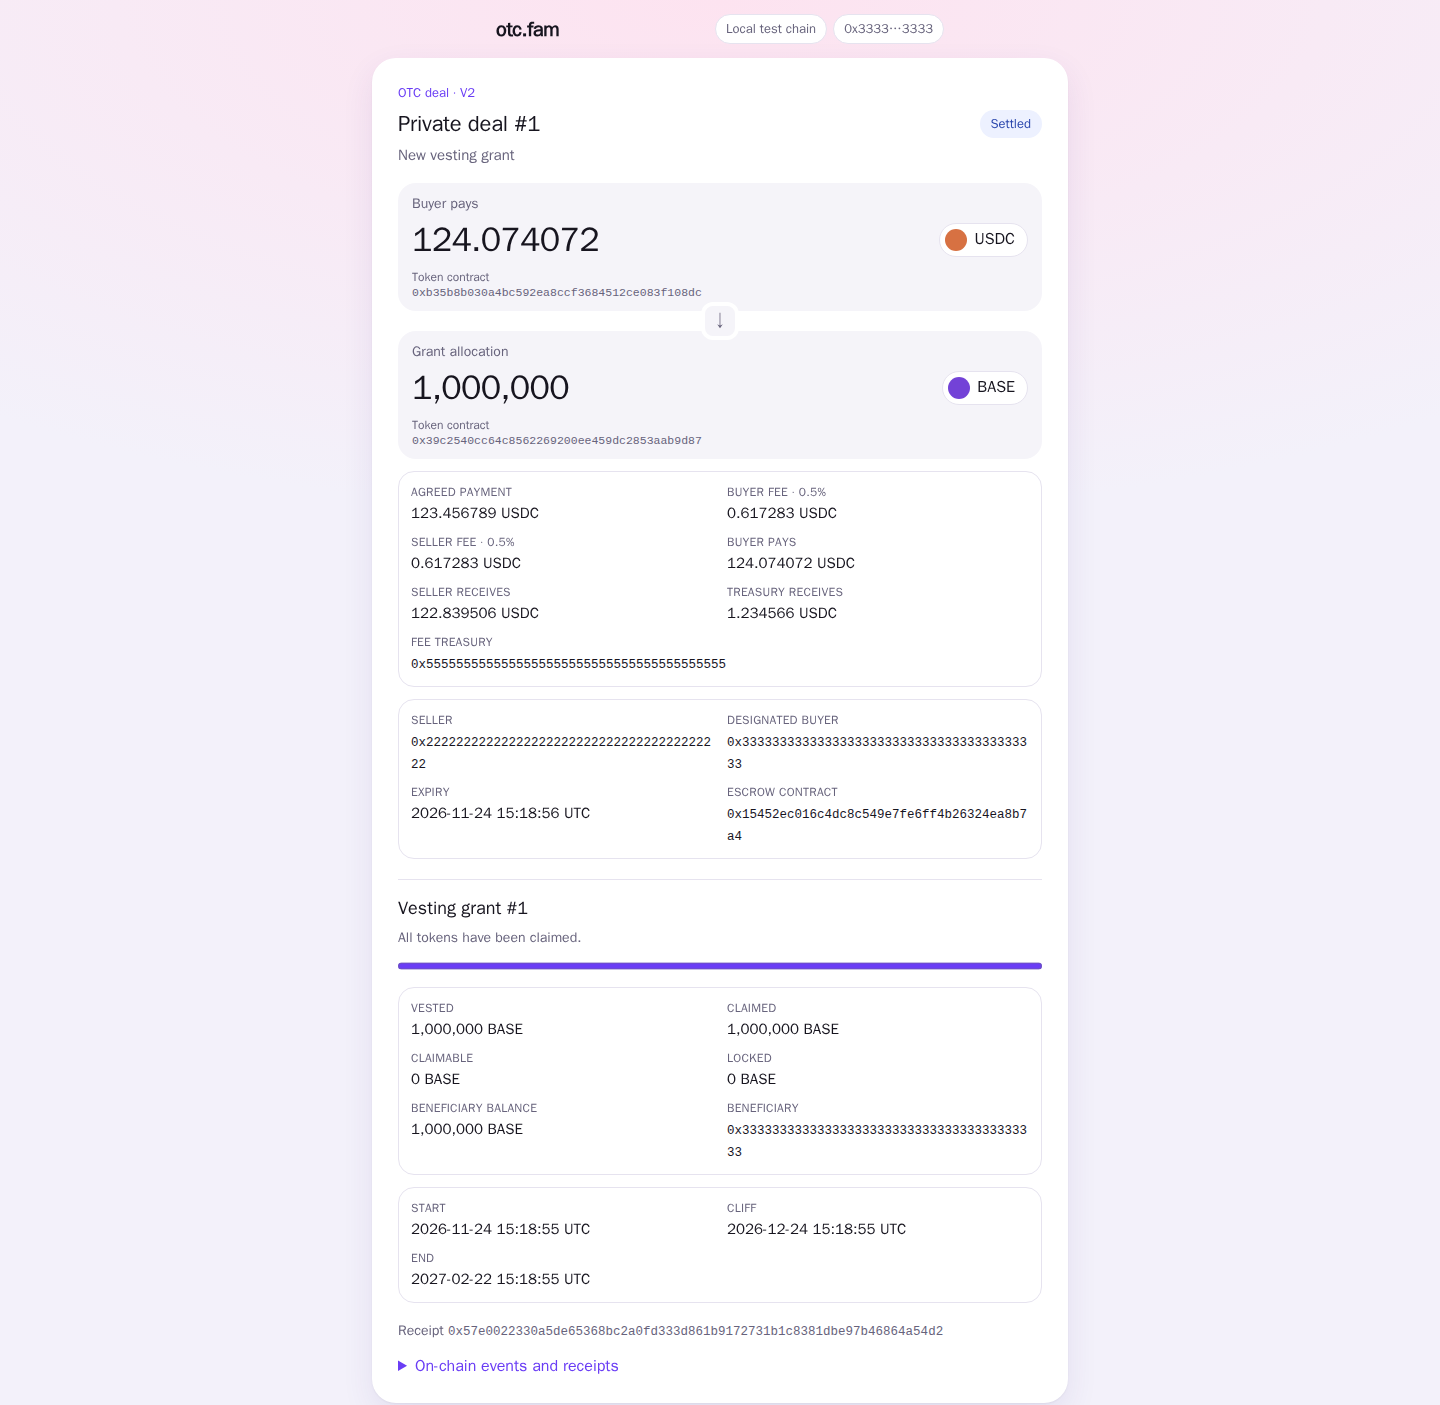 otc.fam
Local test chain
0x3333···3333
OTC deal · V2
Private deal #1
Settled
New vesting grant
Buyer pays
124.074072
USDC
Token contract
0xb35b8b030a4bc592ea8ccf3684512ce083f108dc
↓
Grant allocation
1,000,000
BASE
Token contract
0x39c2540cc64c8562269200ee459dc2853aab9d87
AGREED PAYMENT
123.456789 USDC
BUYER FEE · 0.5%
0.617283 USDC
SELLER FEE · 0.5%
0.617283 USDC
BUYER PAYS
124.074072 USDC
SELLER RECEIVES
122.839506 USDC
TREASURY RECEIVES
1.234566 USDC
FEE TREASURY
0x5555555555555555555555555555555555555555
SELLER
0x22222222222222222222222222222222222222
22
DESIGNATED BUYER
0x33333333333333333333333333333333333333
33
EXPIRY
2026-11-24 15:18:56 UTC
ESCROW CONTRACT
0x15452ec016c4dc8c549e7fe6ff4b26324ea8b7
a4
Vesting grant #1
All tokens have been claimed.
VESTED
1,000,000 BASE
CLAIMED
1,000,000 BASE
CLAIMABLE
0 BASE
LOCKED
0 BASE
BENEFICIARY BALANCE
1,000,000 BASE
BENEFICIARY
0x33333333333333333333333333333333333333
33
START
2026-11-24 15:18:55 UTC
CLIFF
2026-12-24 15:18:55 UTC
END
2027-02-22 15:18:55 UTC
Receipt 0x57e0022330a5de65368bc2a0fd333d861b9172731b1c8381dbe97b46864a54d2
▶ On-chain events and receipts